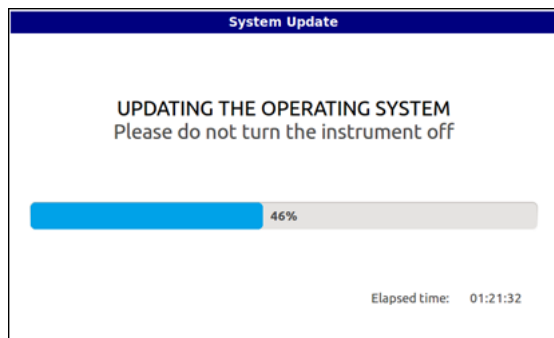 System Update
UPDATING THE OPERATING SYSTEM
Please do not turn the instrument off
46%
Elapsed time: 01:21:32